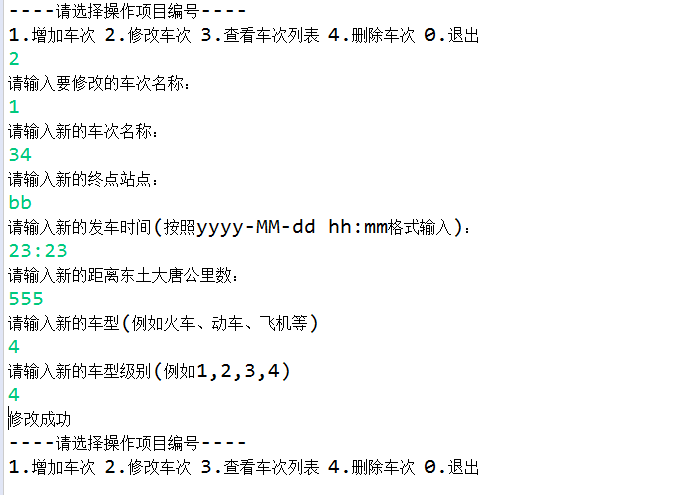 ----请选择操作项目编号----
1.增加车次 2.修改车次 3.查看车次列表 4.删除车次 0.退出
2
请输入要修改的车次名称:
1
请输入新的车次名称:
34
请输入新的终点站点:
bb
请输入新的发车时间(按照yyyy-MM-dd hh:mm格式输入):
23:23
请输入新的距离东土大唐公里数:
555
请输入新的车型(例如火车、动车、飞机等)
4
请输入新的车型级别(例如1,2,3,4)
4
修改成功
----请选择操作项目编号----
1.增加车次 2.修改车次 3.查看车次列表 4.删除车次 0.退出